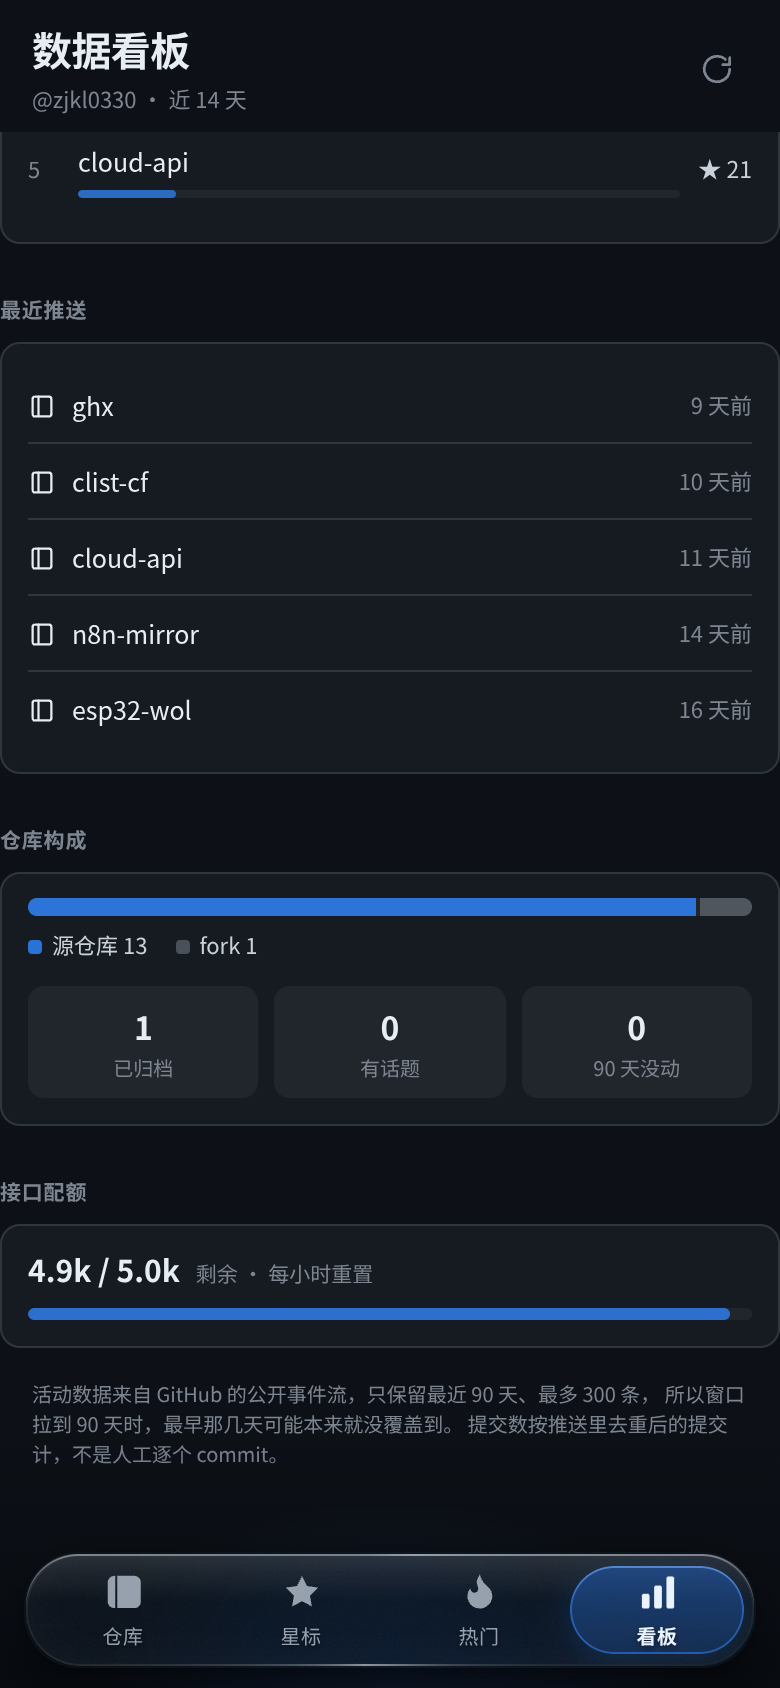 数据看板
@zjkl0330 · 近 14 天
5 cloud-api ★ 21
最近推送
ghx 9 天前
clist-cf 10 天前
cloud-api 11 天前
n8n-mirror 14 天前
esp32-wol 16 天前
仓库构成
源仓库 13 fork 1
1 0 0
已归档 有话题 90 天没动
接口配额
4.9k / 5.0k 剩余 · 每小时重置
活动数据来自 GitHub 的公开事件流，只保留最近 90 天、最多 300 条， 所以窗口
拉到 90 天时，最早那几天可能本来就没覆盖到。 提交数按推送里去重后的提交
计，不是人工逐个 commit。
仓库 星标 热门 看板